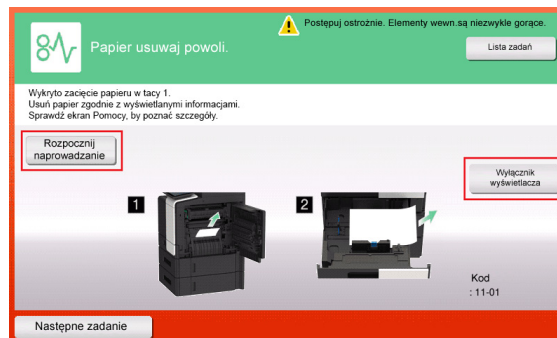 Postępuj ostrożnie. Elementy wewn.są niezwykle gorące.
Papier usuwaj powoli.
Lista zadań
Wykryto zacięcie papieru w tacy 1.
Usuń papier zgodnie z wyświetlanymi informacjami.
Sprawdź ekran Pomocy, by poznać szczegóły.
Rozpocznij
naprowadzanie
Wyłącznik
wyświetlacza
1
2
Kod
: 11-01
Następne zadanie